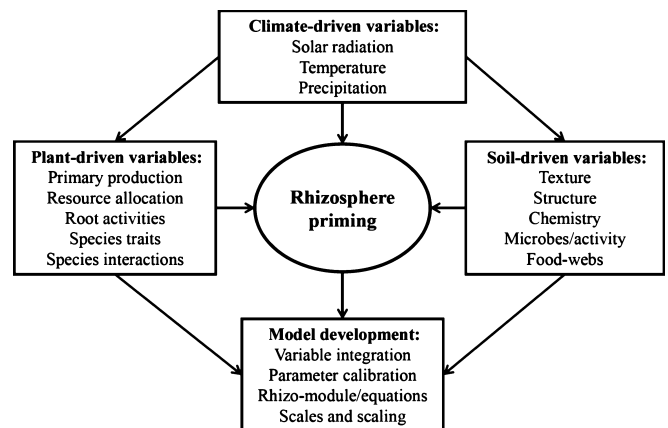 Climate-driven variables:
Solar radiation
Temperature
Precipitation
Plant-driven variables:
Primary production
Resource allocation
Root activities
Species traits
Species interactions
Rhizosphere
priming
Soil-driven variables:
Texture
Structure
Chemistry
Microbes/activity
Food-webs
Model development:
Variable integration
Parameter calibration
Rhizo-module/equations
Scales and scaling